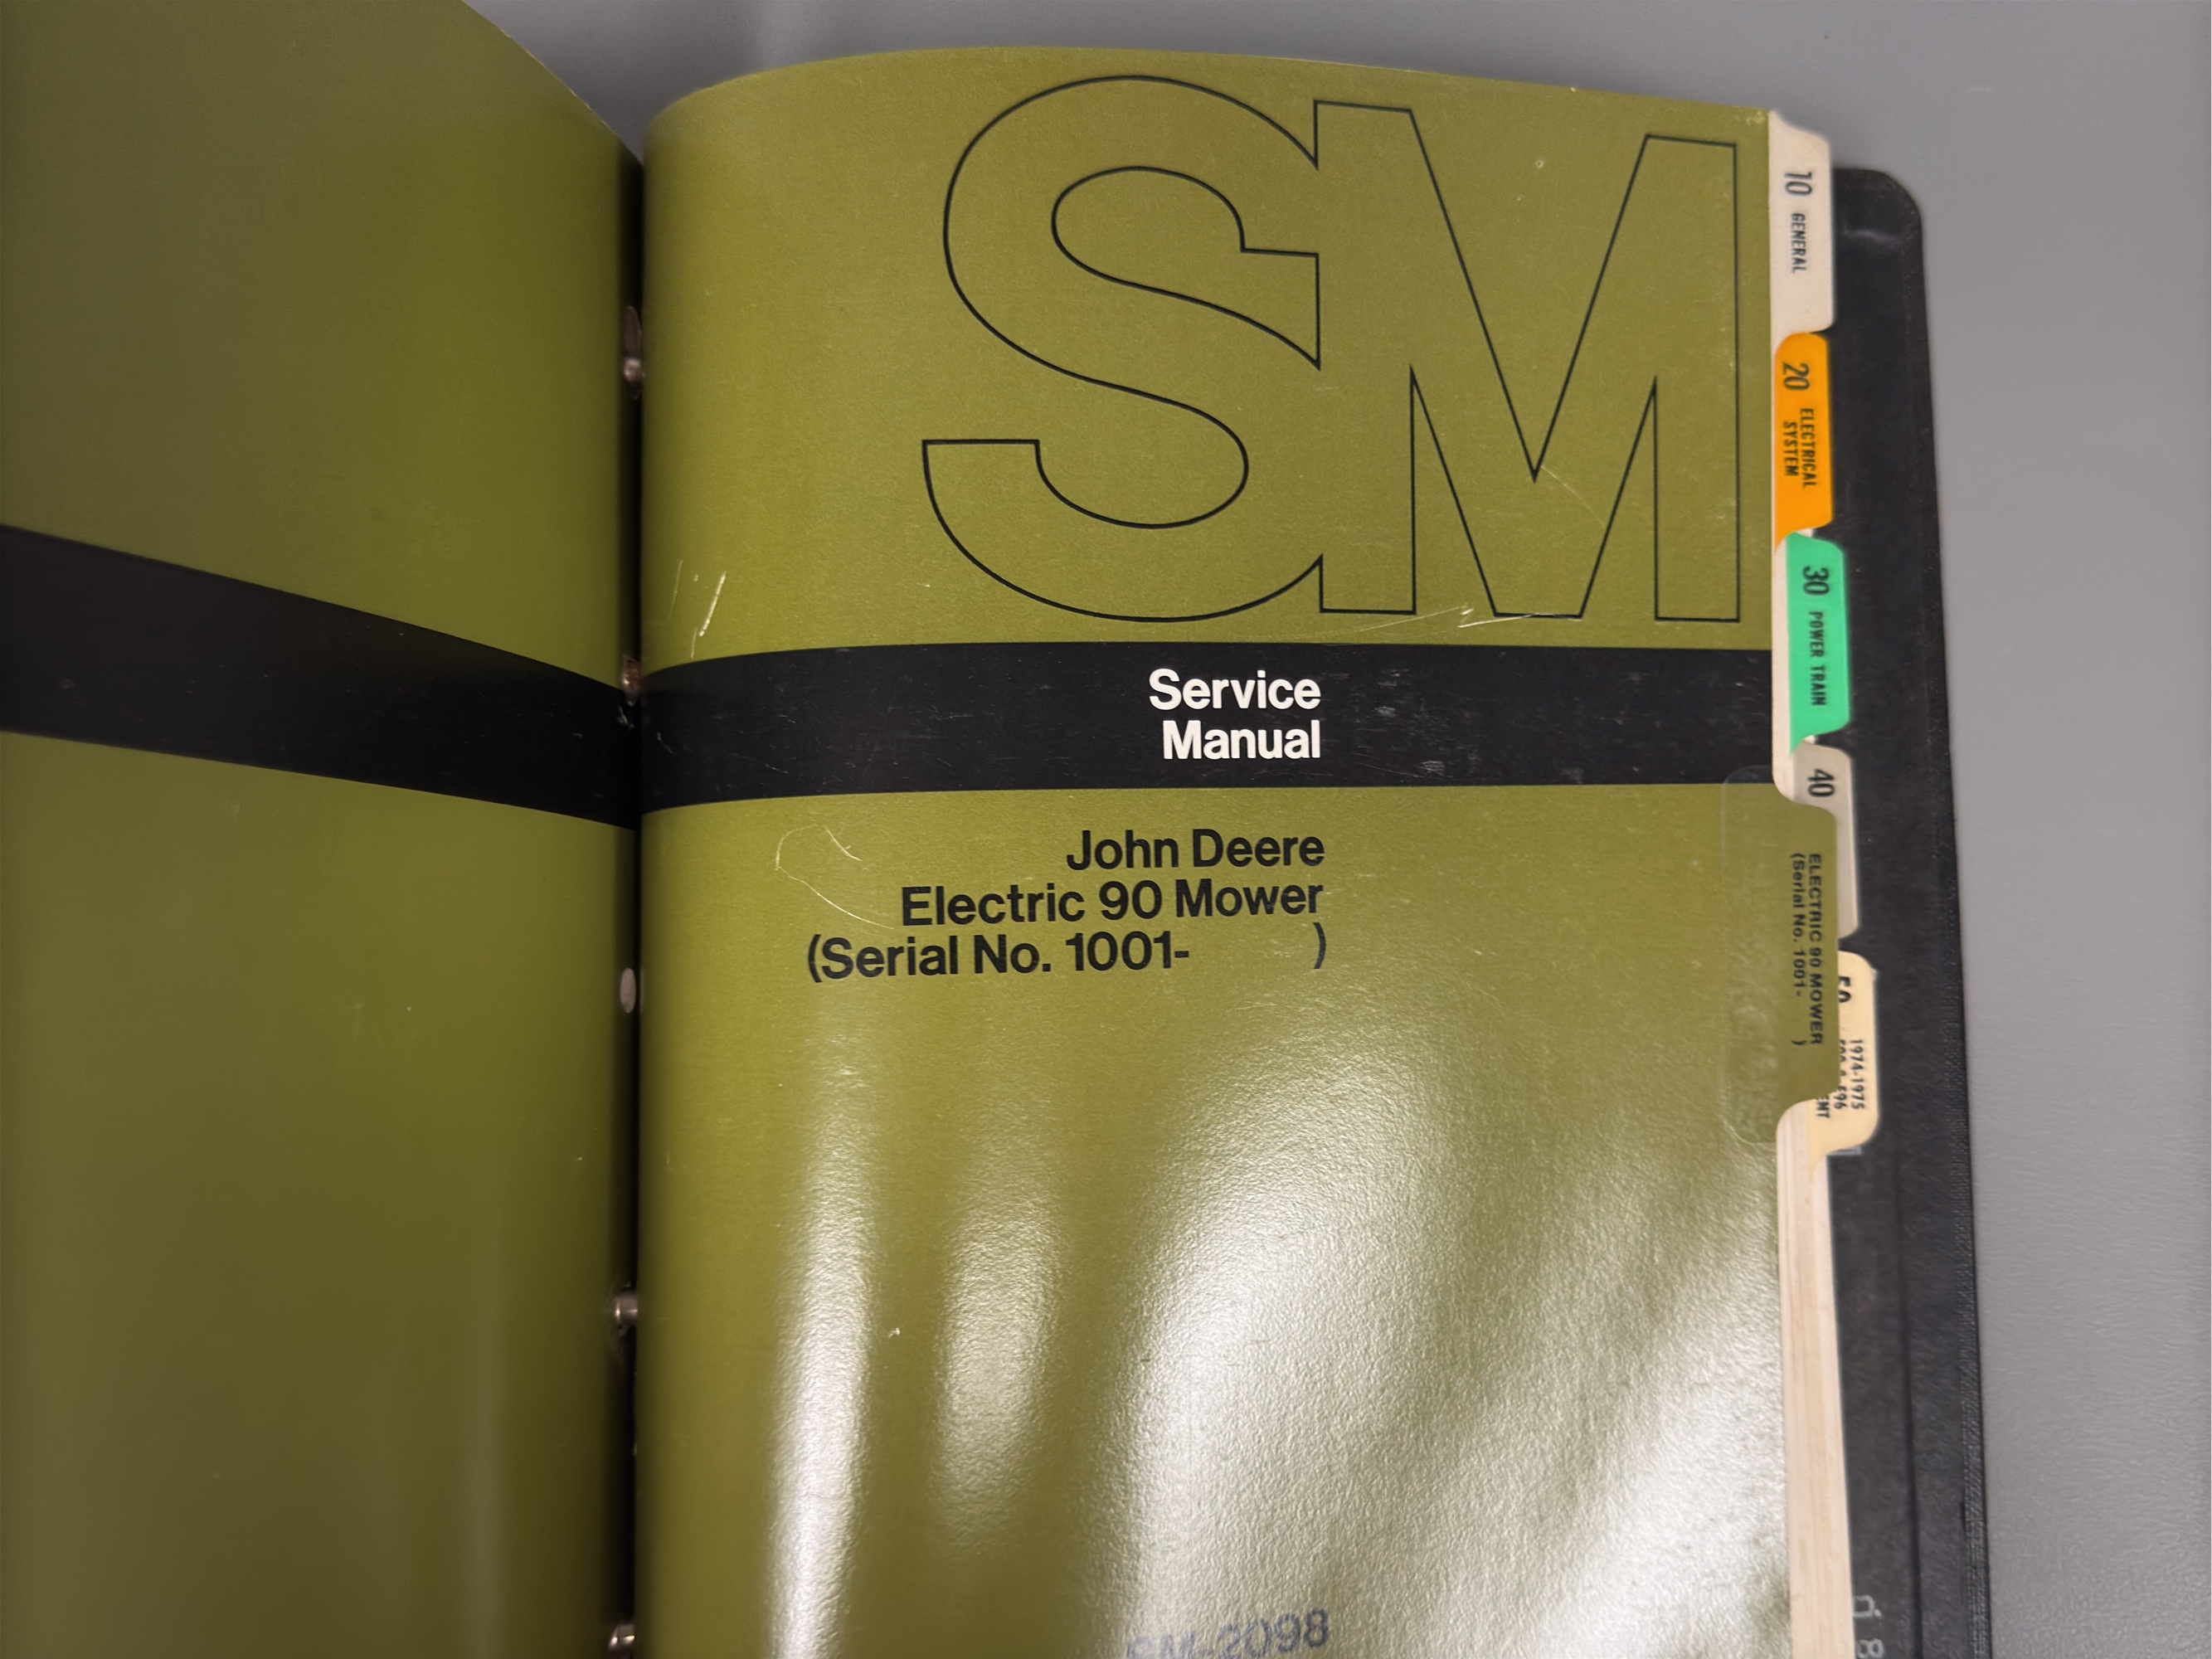 SM
Service
Manual
John Deere
Electric 90 Mower
(Serial No. 1001- )
SM-2098
10 GENERAL
20 ELECTRICAL
SYSTEM
30 POWER TRAIN
40
ELECTRIC 90 MOWER
(Serial No. 1001- )
50
1974-1975